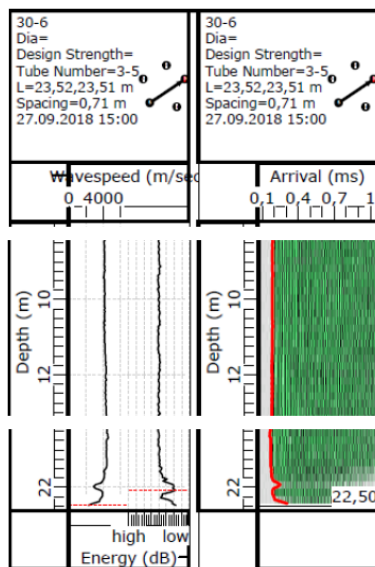 30-6
Dia=
Design Strength=
Tube Number=3-5
L=23,52,23,51 m
Spacing=0,71 m
27.09.2018 15:00
30-6
Dia=
Design Strength=
Tube Number=3-5
L=23,52,23,51 m
Spacing=0,71 m
27.09.2018 15:00
Wavespeed (m/sec
0 4000
Arrival (ms)
0,1 0,4 0,7 1
Depth (m)
10
12
22
high low
Energy (dB)
Depth (m)
10
12
22
22,50